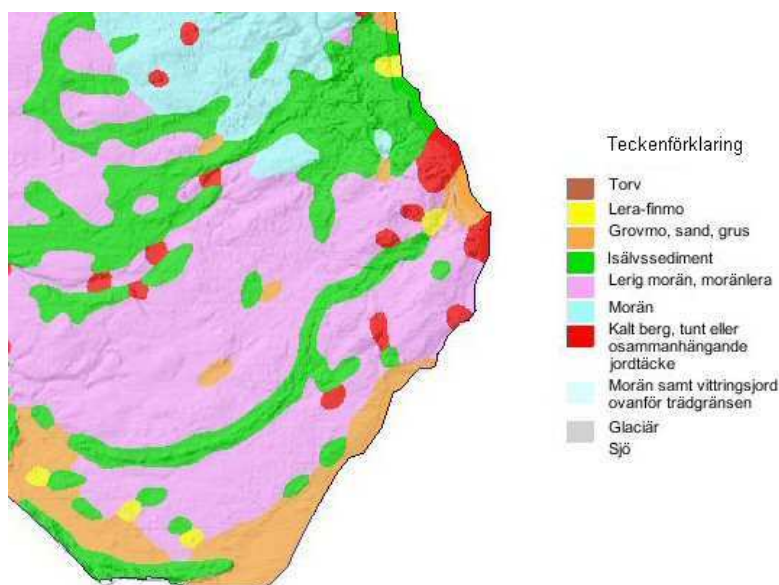 Teckenförklaring
Torv
Lera-finmo
Grovmo, sand, grus
Isälvssediment
Lerig morän, moränlera
Morän
Kalt berg, tunt eller
osammanhängande
jordtäcke
Morän samt vittringsjord
ovanför trädgränsen
Glaciär
Sjö